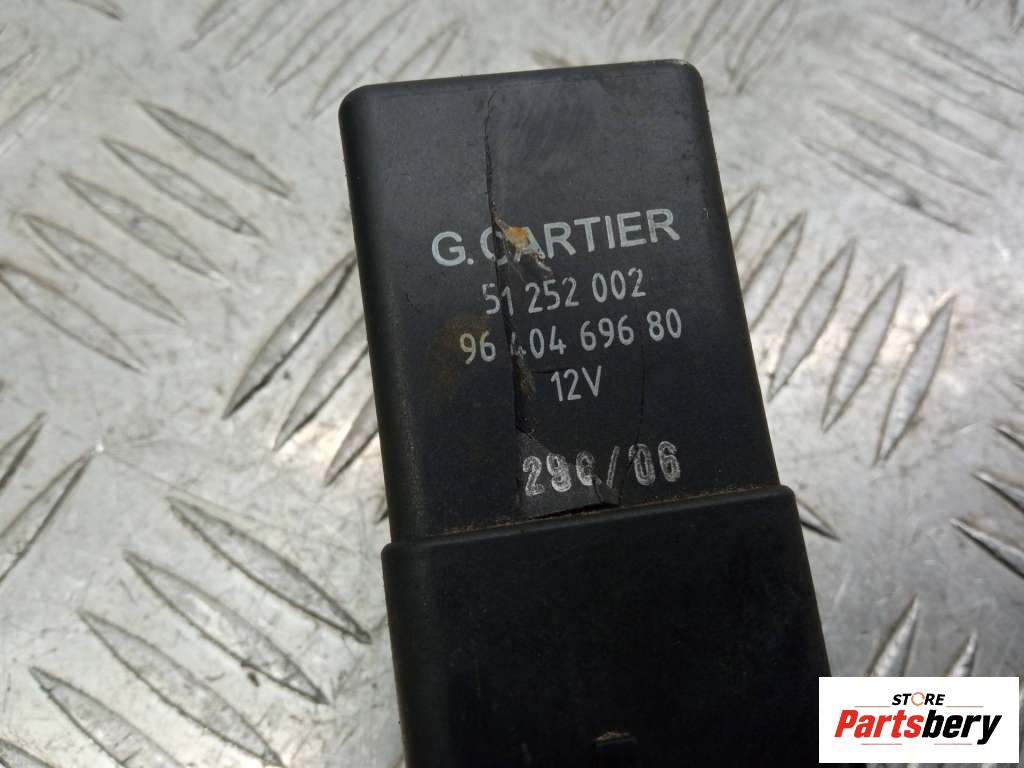 G. CARTIER
51 252 002
96 404 696 80
12V
296/06
STORE
Partsbery